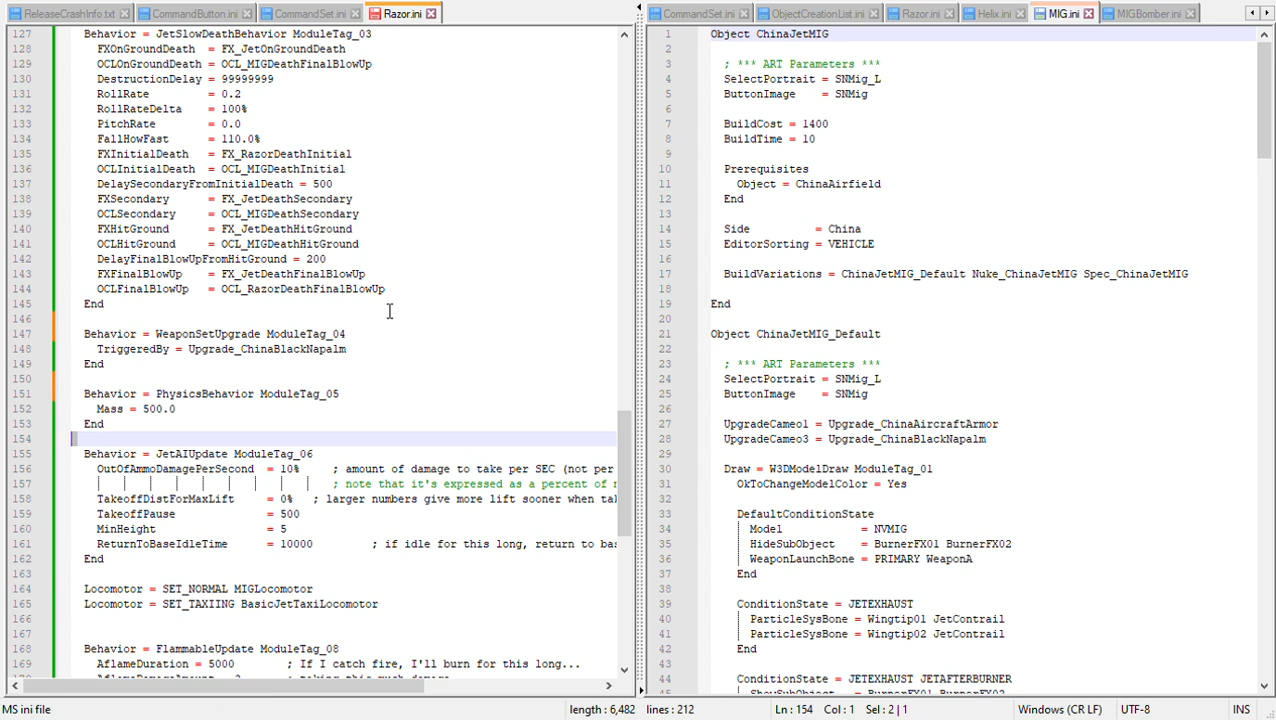 ReleaseCrashInfo.txt CommandButton.ini CommandSet.ini Razor.ini
127 Behavior = JetSlowDeathBehavior ModuleTag_03
128 FXOnGroundDeath = FX_JetOnGroundDeath
129 OCLOnGroundDeath = OCL_MIGDeathFinalBlowUp
130 DestructionDelay = 99999999
131 RollRate = 0.2
132 RollRateDelta = 100%
133 PitchRate = 0.0
134 FallHowFast = 110.0%
135 FXInitialDeath = FX_RazorDeathInitial
136 OCLInitialDeath = OCL_MIGDeathInitial
137 DelaySecondaryFromInitialDeath = 500
138 FXSecondary = FX_JetDeathSecondary
139 OCLSecondary = OCL_MIGDeathSecondary
140 FXHitGround = FX_JetDeathHitGround
141 OCLHitGround = OCL_MIGDeathHitGround
142 DelayFinalBlowUpFromHitGround = 200
143 FXFinalBlowUp = FX_JetDeathFinalBlowUp
144 OCLFinalBlowUp = OCL_RazorDeathFinalBlowUp
145 End
146
147 Behavior = WeaponSetUpgrade ModuleTag_04
148 TriggeredBy = Upgrade_ChinaBlackNapalm
149 End
150
151 Behavior = PhysicsBehavior ModuleTag_05
152 Mass = 500.0
153 End
154
155 Behavior = JetAIUpdate ModuleTag_06
156 OutOfAmmoDamagePerSecond = 10% ; amount of damage to take per SEC (not per
157 ; note that it's expressed as a percent of
158 TakeoffDistForMaxLift = 0% ; larger numbers give more lift sooner when
159 TakeoffPause = 500
160 MinHeight = 5
161 ReturnToBaseIdleTime = 10000 ; if idle for this long, return to
162 End
163
164 Locomotor = SET_NORMAL MIGLocomotor
165 Locomotor = SET_TAXIING BasicJetTaxiLocomotor
166
167
168 Behavior = FlammableUpdate ModuleTag_08
169 AflameDuration = 5000 ; If I catch fire, I'll burn for this long...
CommandSet.ini ObjectCreationList.ini Razor.ini Helix.ini MIG.ini MIGBomber.ini
1 Object ChinaJetMIG
2
3 ; *** ART Parameters ***
4 SelectPortrait = SNMig_L
5 ButtonImage = SNMig
6
7 BuildCost = 1400
8 BuildTime = 10
9
10 Prerequisites
11 Object = ChinaAirfield
12 End
13
14 Side = China
15 EditorSorting = VEHICLE
16
17 BuildVariations = ChinaJetMIG_Default Nuke_ChinaJetMIG Spec_ChinaJetMIG
18
19 End
20
21 Object ChinaJetMIG_Default
22
23 ; *** ART Parameters ***
24 SelectPortrait = SNMig_L
25 ButtonImage = SNMig
26
27 UpgradeCameo1 = Upgrade_ChinaAircraftArmor
28 UpgradeCameo3 = Upgrade_ChinaBlackNapalm
29
30 Draw = W3DModelDraw ModuleTag_01
31 OkToChangeModelColor = Yes
32
33 DefaultConditionState
34 Model = NVMIG
35 HideSubObject = BurnerFX01 BurnerFX02
36 WeaponLaunchBone = PRIMARY WeaponA
37 End
38
39 ConditionState = JETEXHAUST
40 ParticleSysBone = Wingtip01 JetContrail
41 ParticleSysBone = Wingtip02 JetContrail
42 End
43
44 ConditionState = JETEXHAUST JETAFTERBURNER
MS ini file length : 6,482 lines : 212 Ln : 154 Col : 1 Sel : 2 | 1 Windows (CR LF) UTF-8 INS